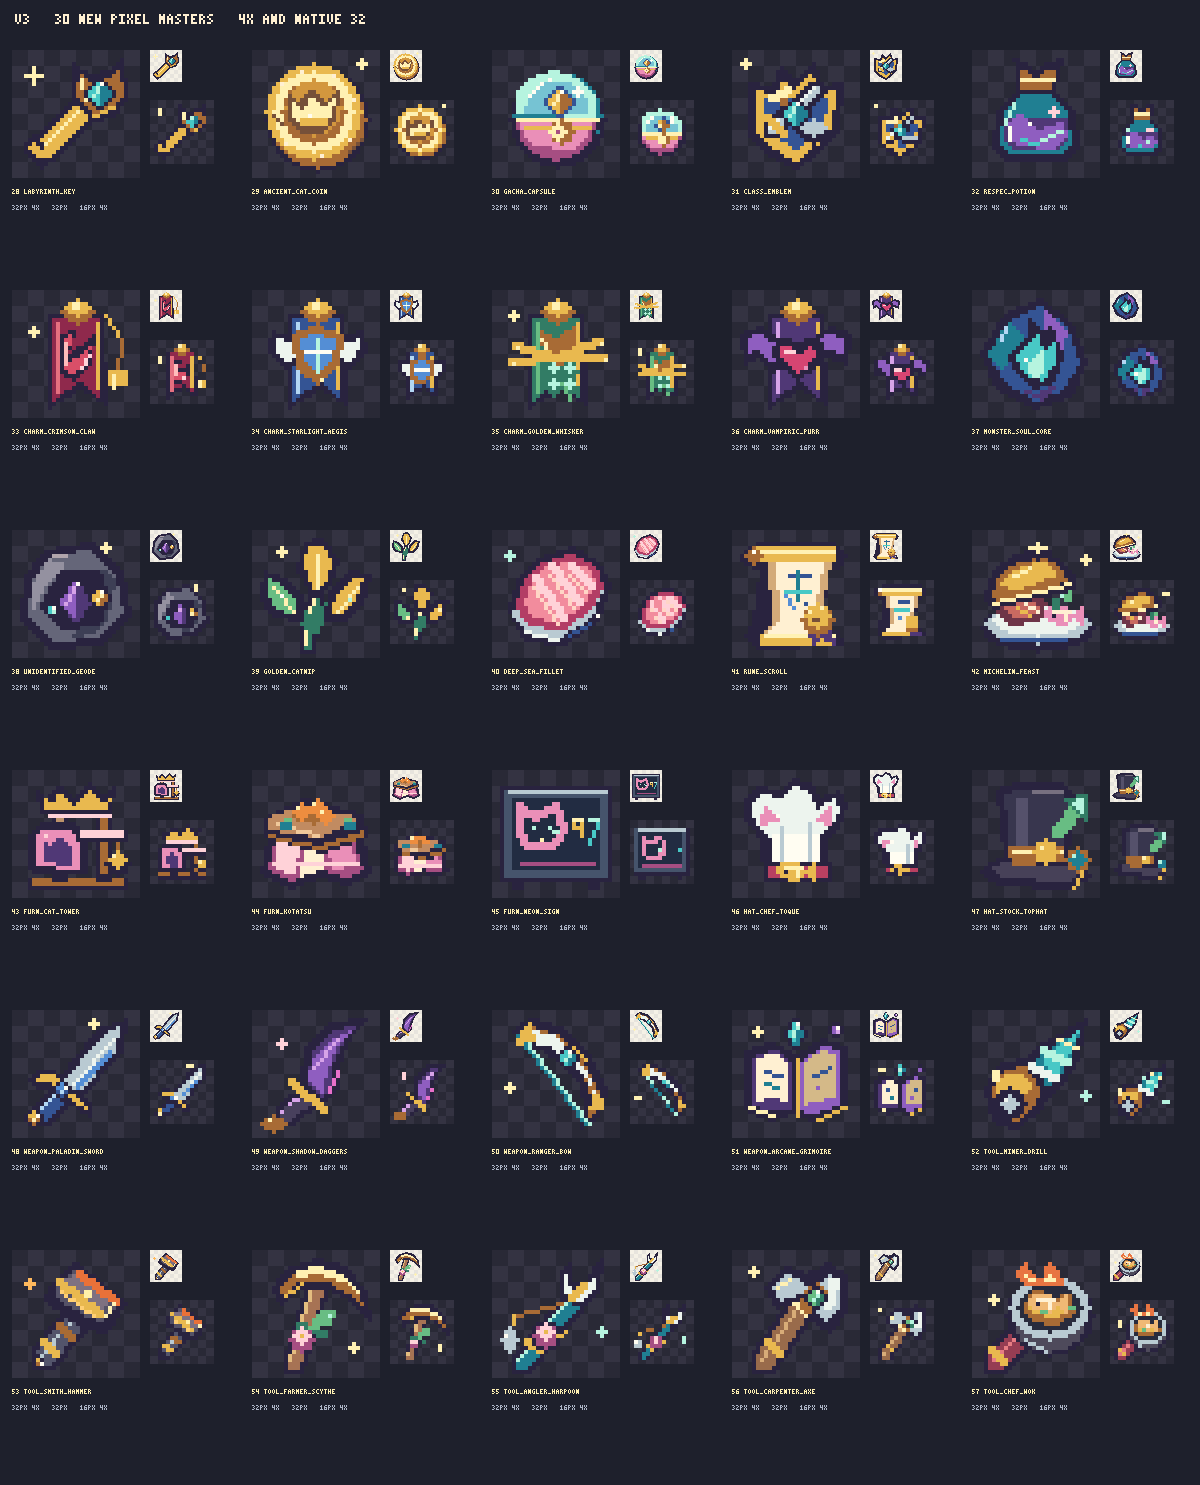 V3 30 NEW PIXEL MASTERS 4X AND NATIVE 32
28 LABYRINTH_KEY
32PX 4X 32PX 16PX 4X
29 ANCIENT_CAT_COIN
32PX 4X 32PX 16PX 4X
30 GACHA_CAPSULE
32PX 4X 32PX 16PX 4X
31 CLASS_EMBLEM
32PX 4X 32PX 16PX 4X
32 RESPEC_POTION
32PX 4X 32PX 16PX 4X
33 CHARM_CRIMSON_CLAW
32PX 4X 32PX 16PX 4X
34 CHARM_STARLIGHT_AEGIS
32PX 4X 32PX 16PX 4X
35 CHARM_GOLDEN_WHISKER
32PX 4X 32PX 16PX 4X
36 CHARM_VAMPIRIC_PURR
32PX 4X 32PX 16PX 4X
37 MONSTER_SOUL_CORE
32PX 4X 32PX 16PX 4X
38 UNIDENTIFIED_GEODE
32PX 4X 32PX 16PX 4X
39 GOLDEN_CATNIP
32PX 4X 32PX 16PX 4X
40 DEEP_SEA_FILLET
32PX 4X 32PX 16PX 4X
41 RUNE_SCROLL
32PX 4X 32PX 16PX 4X
42 MICHELIN_FEAST
32PX 4X 32PX 16PX 4X
97
97
43 FURN_CAT_TOWER
32PX 4X 32PX 16PX 4X
44 FURN_KOTATSU
32PX 4X 32PX 16PX 4X
45 FURN_NEON_SIGN
32PX 4X 32PX 16PX 4X
46 HAT_CHEF_TOQUE
32PX 4X 32PX 16PX 4X
47 HAT_STOCK_TOPHAT
32PX 4X 32PX 16PX 4X
48 WEAPON_PALADIN_SWORD
32PX 4X 32PX 16PX 4X
49 WEAPON_SHADOW_DAGGERS
32PX 4X 32PX 16PX 4X
50 WEAPON_RANGER_BOW
32PX 4X 32PX 16PX 4X
51 WEAPON_ARCANE_GRIMOIRE
32PX 4X 32PX 16PX 4X
52 TOOL_MINER_DRILL
32PX 4X 32PX 16PX 4X
53 TOOL_SMITH_HAMMER
32PX 4X 32PX 16PX 4X
54 TOOL_FARMER_SCYTHE
32PX 4X 32PX 16PX 4X
55 TOOL_ANGLER_HARPOON
32PX 4X 32PX 16PX 4X
56 TOOL_CARPENTER_AXE
32PX 4X 32PX 16PX 4X
57 TOOL_CHEF_WOK
32PX 4X 32PX 16PX 4X